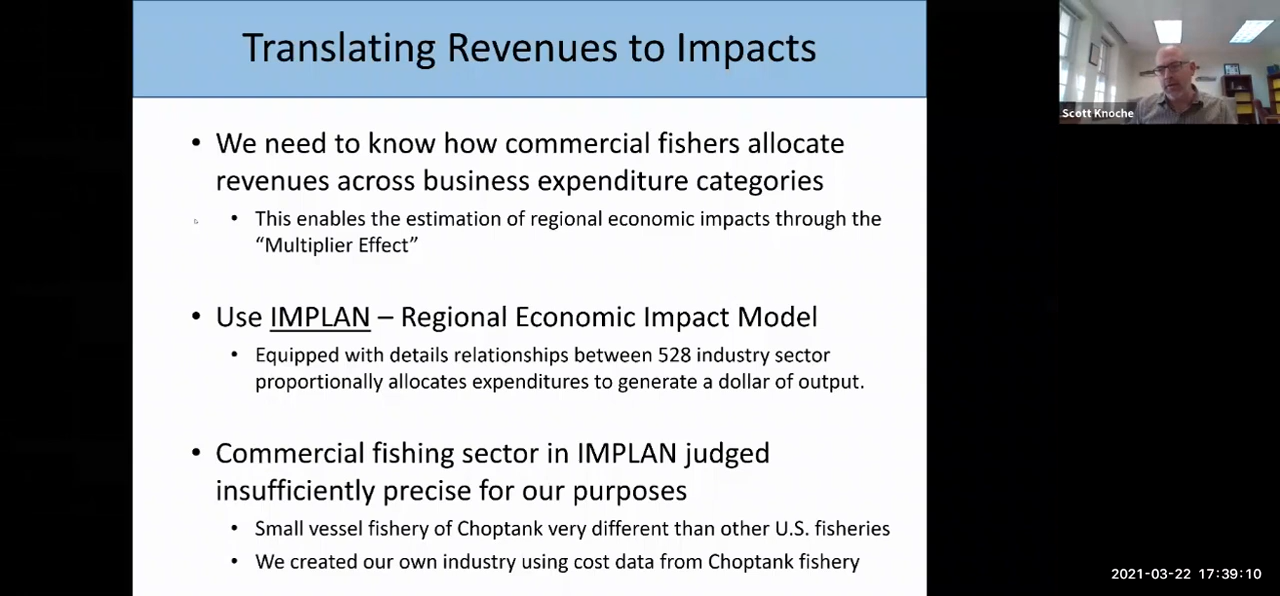 Translating Revenues to Impacts
Scott Knoche
• We need to know how commercial fishers allocate
revenues across business expenditure categories
• This enables the estimation of regional economic impacts through the
“Multiplier Effect”
• Use IMPLAN – Regional Economic Impact Model
• Equipped with details relationships between 528 industry sector
proportionally allocates expenditures to generate a dollar of output.
• Commercial fishing sector in IMPLAN judged
insufficiently precise for our purposes
• Small vessel fishery of Choptank very different than other U.S. fisheries
• We created our own industry using cost data from Choptank fishery
2021-03-22 17:39:10